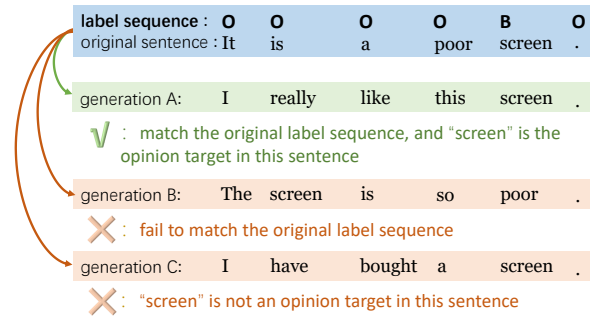 label sequence : O O O O B O
original sentence : It is a poor screen .
generation A: I really like this screen .
√ : match the original label sequence, and “screen” is the
opinion target in this sentence
generation B: The screen is so poor .
: fail to match the original label sequence
generation C: I have bought a screen .
: “screen” is not an opinion target in this sentence